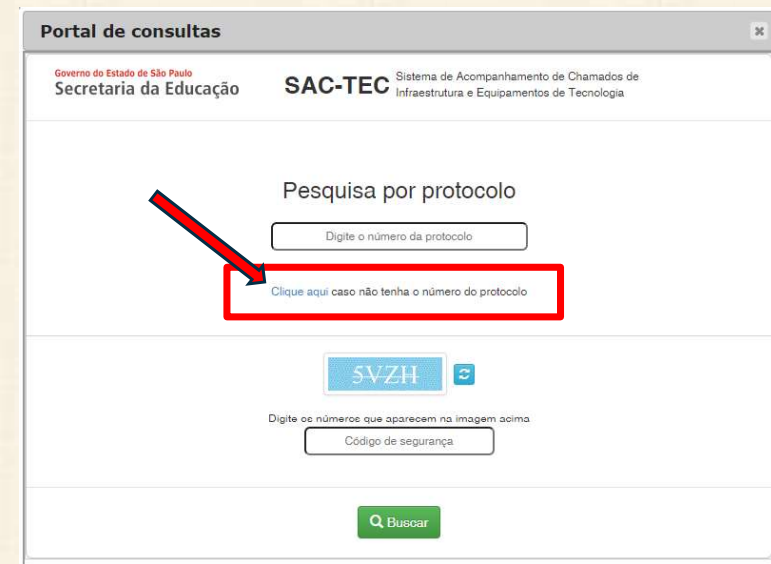 Portal de consultas
Governo do Estado de São Paulo
Secretaria da Educação
SAC-TEC
Sistema de Acompanhamento de Chamados de
Infraestrutura e Equipamentos de Tecnologia
Pesquisa por protocolo
Digite o número da protocolo
Clique aqui caso não tenha o número do protocolo
5VZH
Digite os números que aparecem na imagem acima
Código de segurança
Buscar